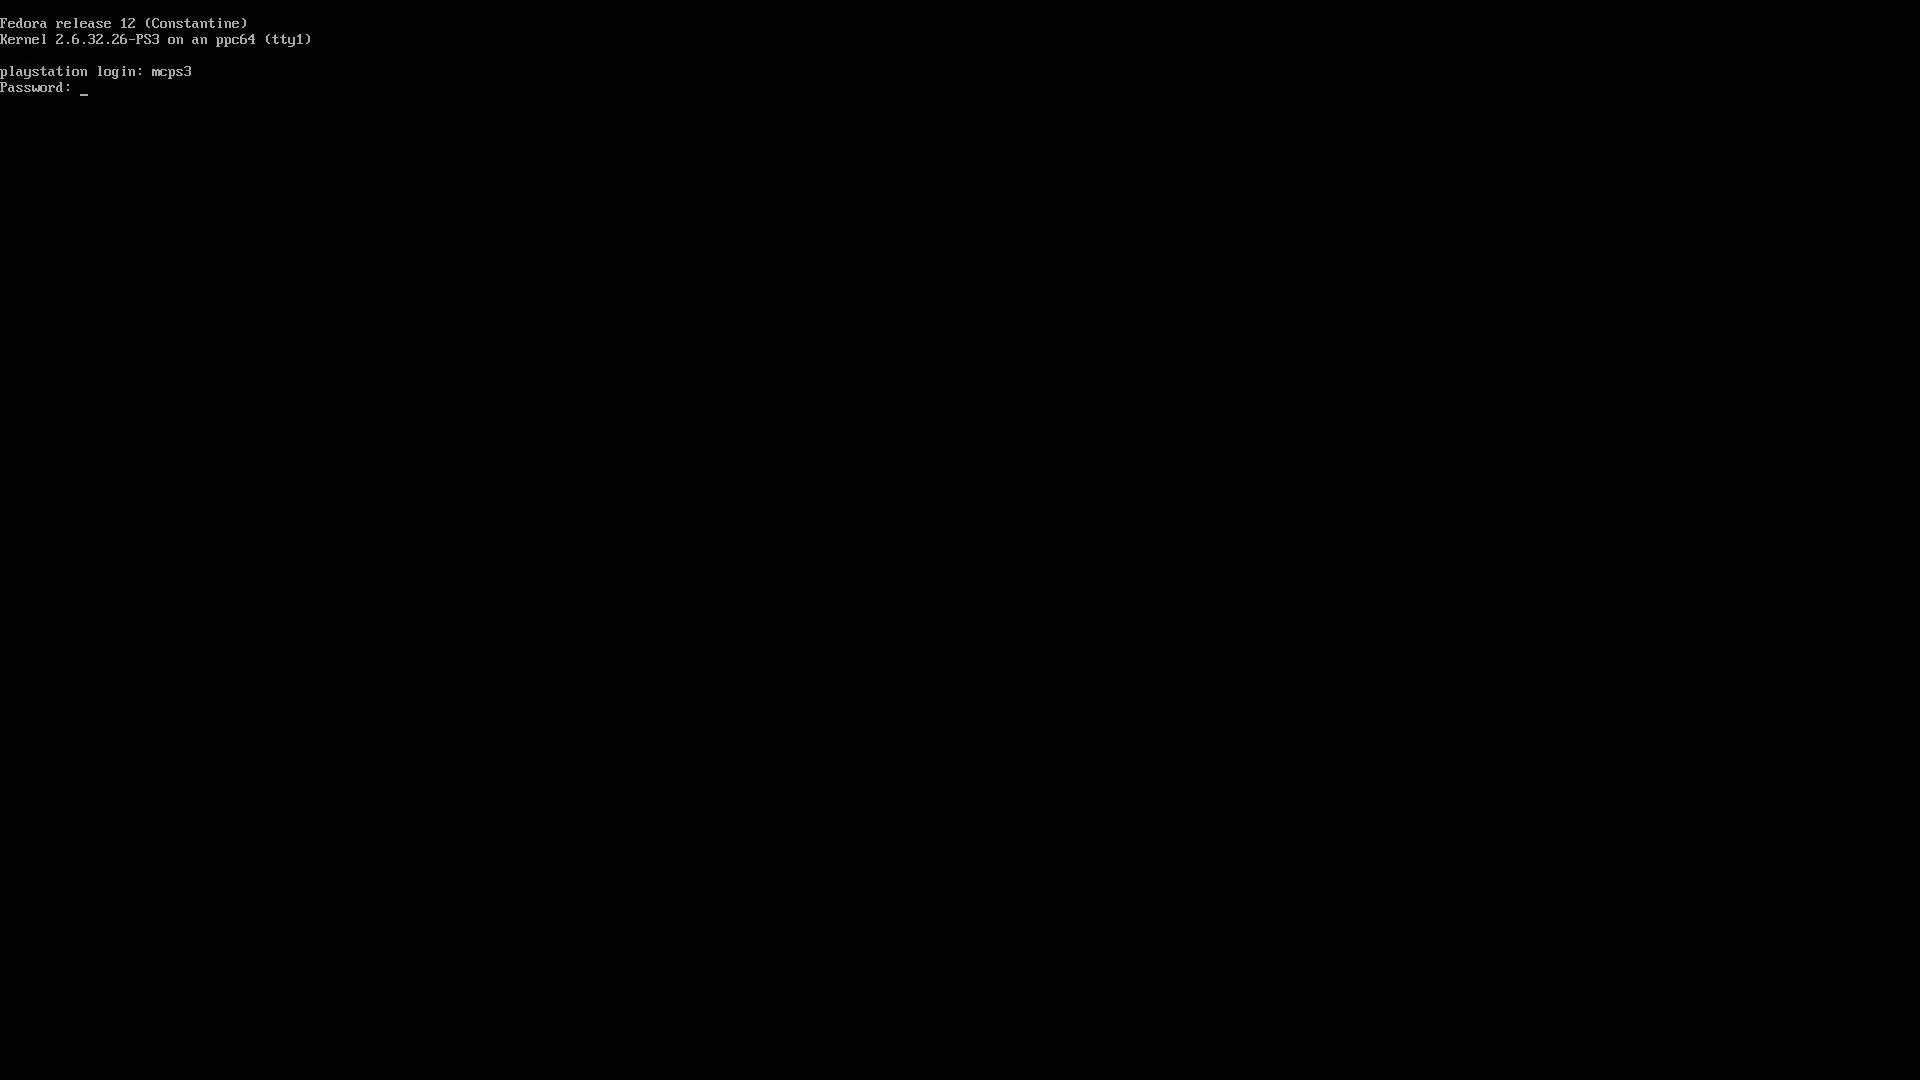 Fedora release 12 (Constantine)
Kernel 2.6.32.26-PS3 on an ppc64 (tty1)
playstation login: mcps3
Password: _